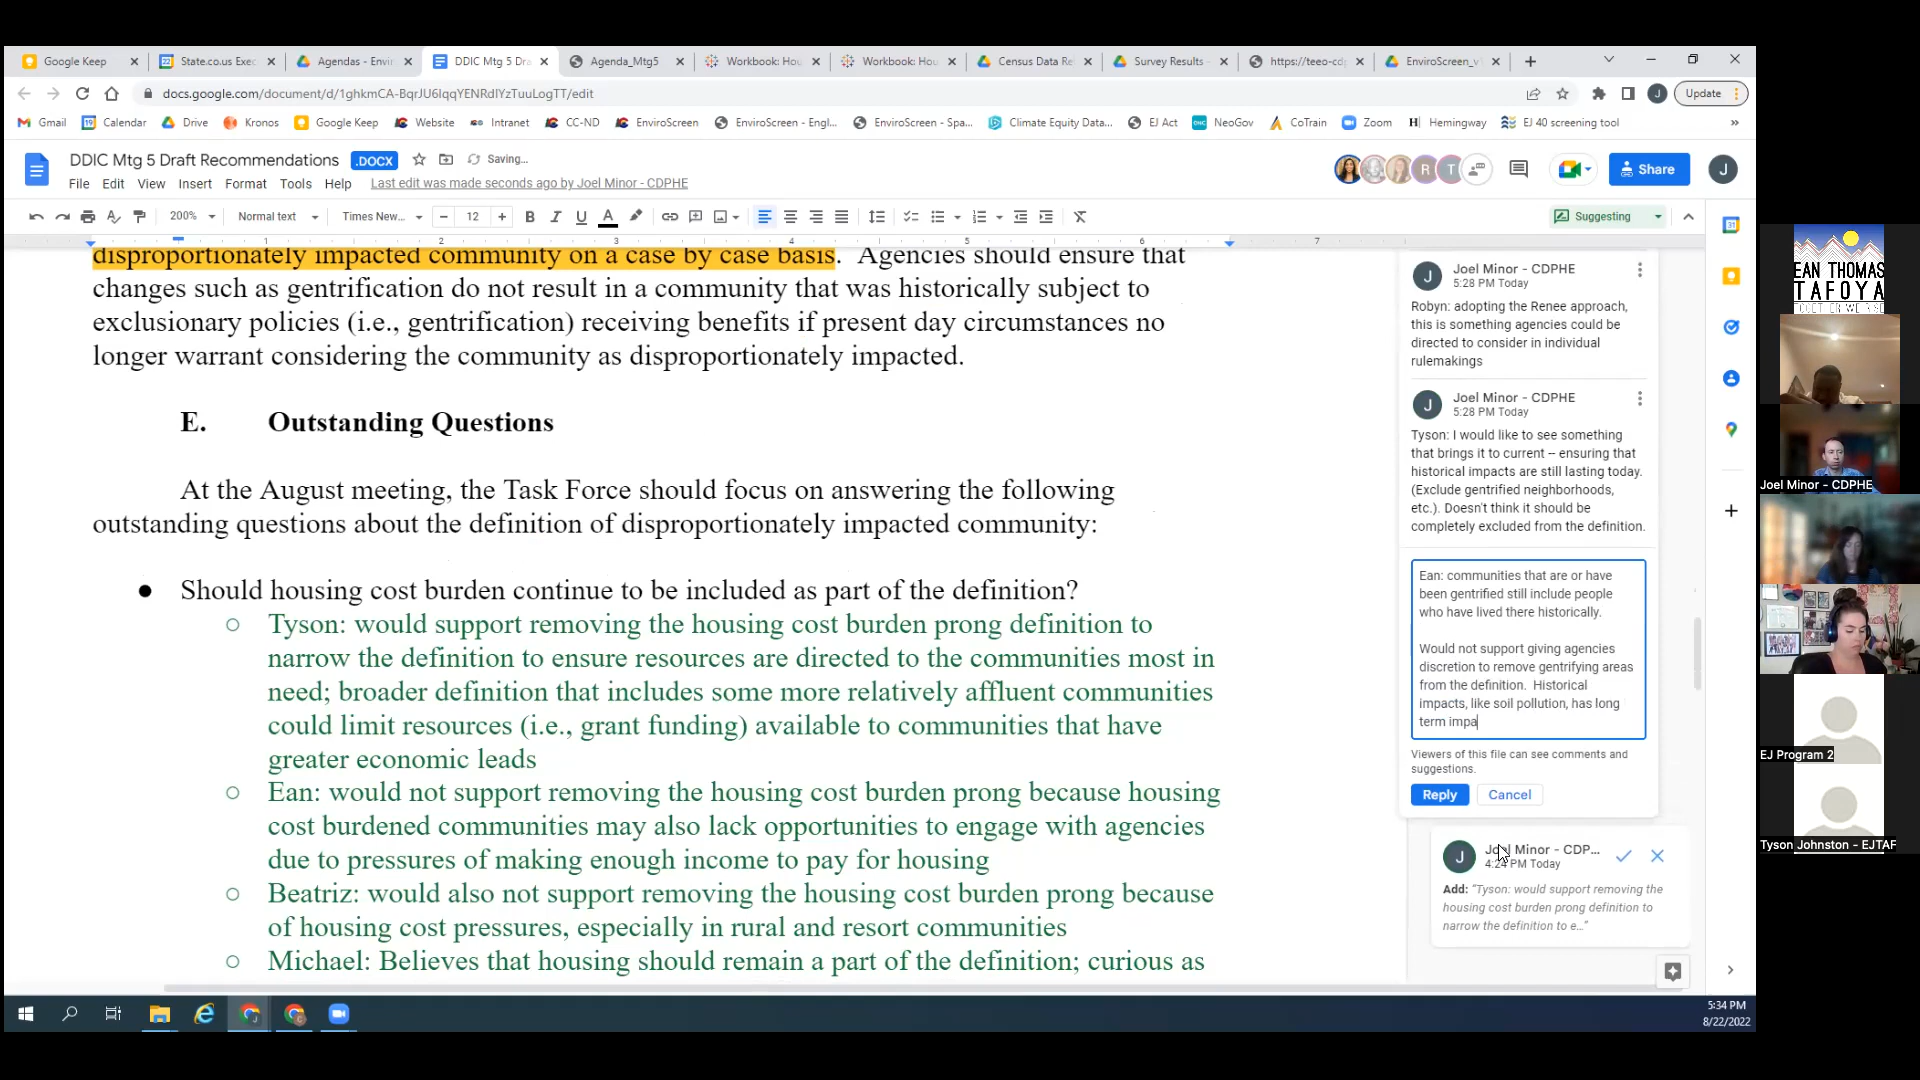 Google Keep
State.co.us Exec
Agendas - Envir
DDIC Mtg 5 Dra
Agenda_Mtg5
Workbook: Hou
Workbook: Hou
Census Data Re
Survey Results -
https://teeo-cdp
EnviroScreen_v
docs.google.com/document/d/1ghkmCA-BqrJU6IqqYENRdIYzTuuLogTT/edit
Update
Gmail
Calendar
Drive
Kronos
Google Keep
Website
Intranet
CC-ND
EnviroScreen
EnviroScreen - Engl...
EnviroScreen - Spa...
Climate Equity Data...
EJ Act
NeoGov
CoTrain
Zoom
Hemingway
EJ 40 screening tool
DDIC Mtg 5 Draft Recommendations
.DOCX
Saving...
File Edit View Insert Format Tools Help
Last edit was made seconds ago by Joel Minor - CDPHE
R
T
Share
J
200%
Normal text
Times New...
12
Suggesting
1 2 3 4 5 6 7
disproportionately impacted community on a case by case basis. Agencies should ensure that
changes such as gentrification do not result in a community that was historically subject to
exclusionary policies (i.e., gentrification) receiving benefits if present day circumstances no
longer warrant considering the community as disproportionately impacted.
E. Outstanding Questions
At the August meeting, the Task Force should focus on answering the following
outstanding questions about the definition of disproportionately impacted community:
● Should housing cost burden continue to be included as part of the definition?
○ Tyson: would support removing the housing cost burden prong definition to
narrow the definition to ensure resources are directed to the communities most in
need; broader definition that includes some more relatively affluent communities
could limit resources (i.e., grant funding) available to communities that have
greater economic leads
○ Ean: would not support removing the housing cost burden prong because housing
cost burdened communities may also lack opportunities to engage with agencies
due to pressures of making enough income to pay for housing
○ Beatriz: would also not support removing the housing cost burden prong because
of housing cost pressures, especially in rural and resort communities
○ Michael: Believes that housing should remain a part of the definition; curious as
J
Joel Minor - CDPHE
5:28 PM Today
Robyn: adopting the Renee approach,
this is something agencies could be
directed to consider in individual
rulemakings
J
Joel Minor - CDPHE
5:28 PM Today
Tyson: I would like to see something
that brings it to current -- ensuring that
historical impacts are still lasting today.
(Exclude gentrified neighborhoods,
etc.). Doesn't think it should be
completely excluded from the definition.
Ean: communities that are or have
been gentrified still include people
who have lived there historically.
Would not support giving agencies
discretion to remove gentrifying areas
from the definition. Historical
impacts, like soil pollution, has long
term impa
Viewers of this file can see comments and
suggestions.
Reply
Cancel
J
Joel Minor - CDP...
4:24 PM Today
Add: "Tyson: would support removing the
housing cost burden prong definition to
narrow the definition to e..."
5:34 PM
8/22/2022
EAN THOMAS
TAFOYA
Joel Minor - CDPHE
EJ Program 2
Tyson Johnston - EJTAF